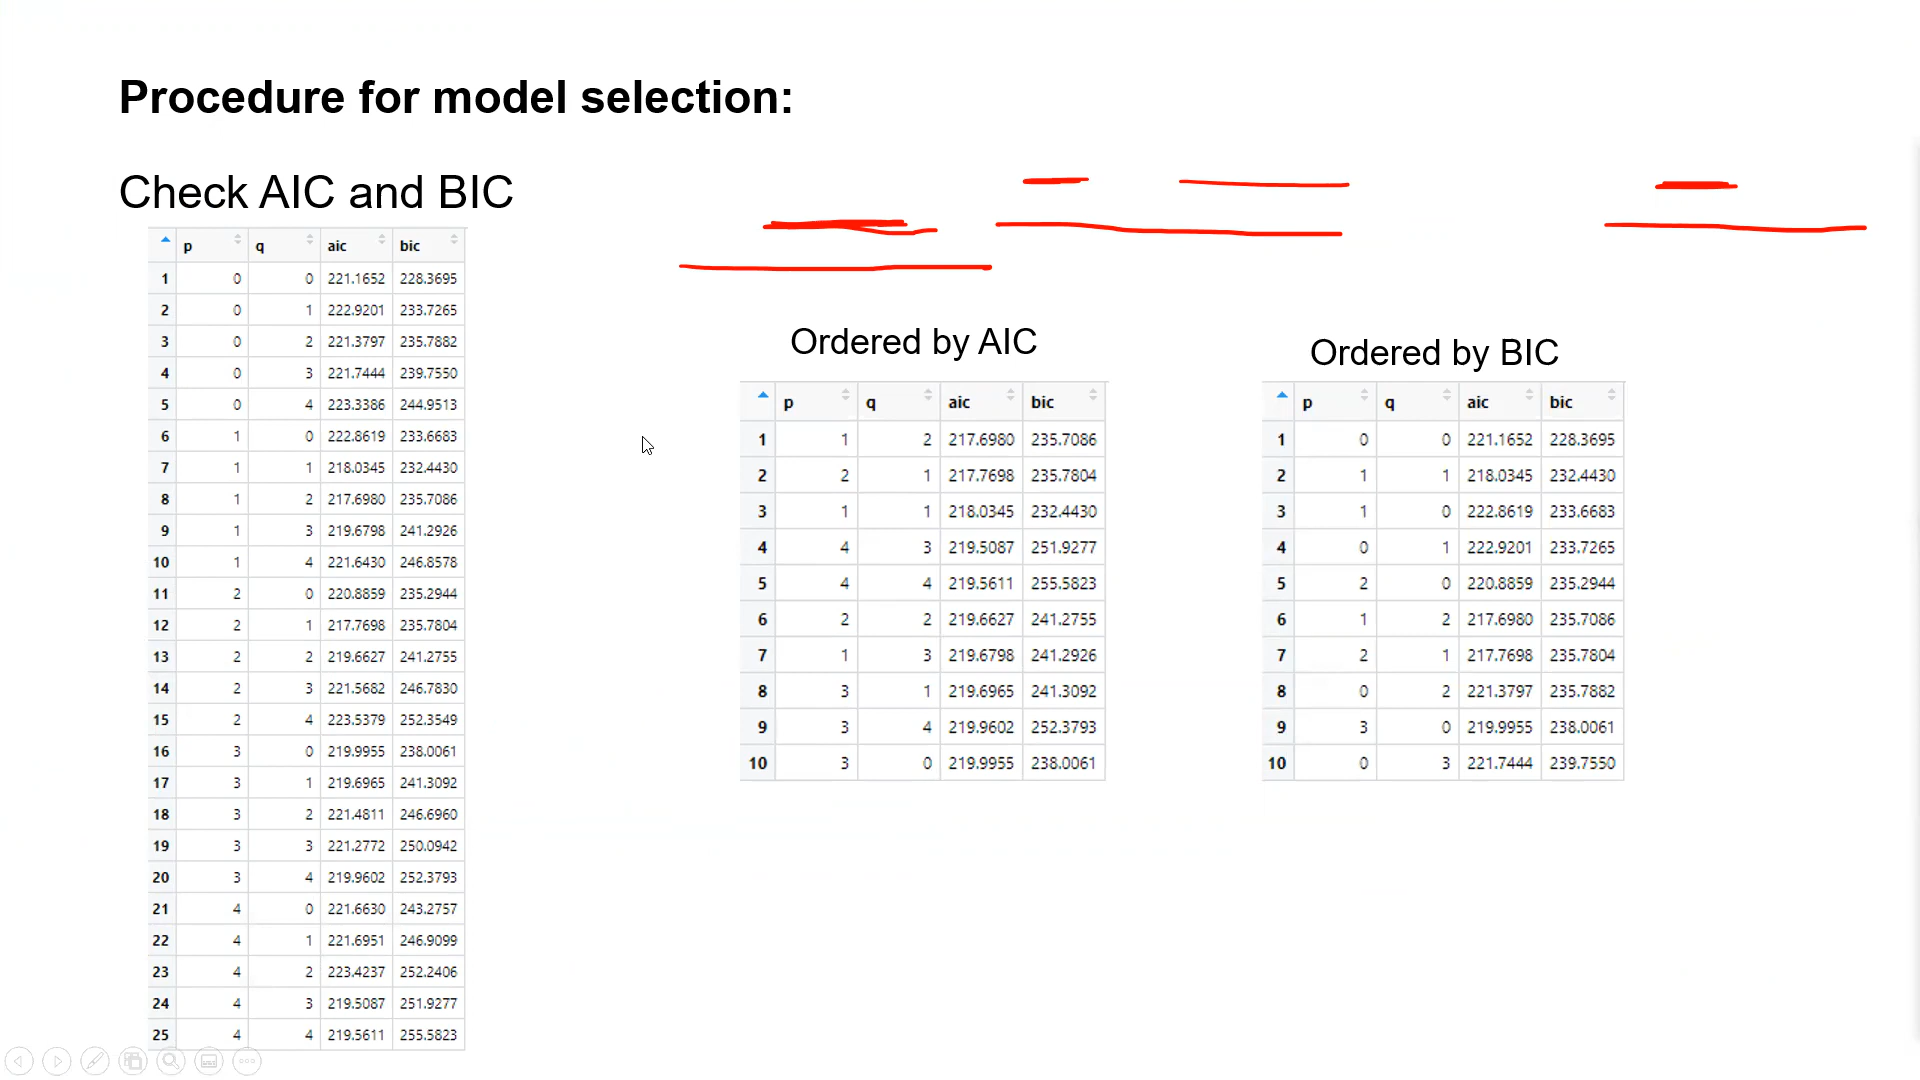 Procedure for model selection:
Check AIC and BIC
p q aic bic
1 0 0 221.1652 228.3695
2 0 1 222.9201 233.7265
3 0 2 221.3797 235.7882
4 0 3 221.7444 239.7550
5 0 4 223.3386 244.9513
6 1 0 222.8619 233.6683
7 1 1 218.0345 232.4430
8 1 2 217.6980 235.7086
9 1 3 219.6798 241.2926
10 1 4 221.6430 246.8578
11 2 0 220.8859 235.2944
12 2 1 217.7698 235.7804
13 2 2 219.6627 241.2755
14 2 3 221.5682 246.7830
15 2 4 223.5379 252.3549
16 3 0 219.9955 238.0061
17 3 1 219.6965 241.3092
18 3 2 221.4811 246.6960
19 3 3 221.2772 250.0942
20 3 4 219.9602 252.3793
21 4 0 221.6630 243.2757
22 4 1 221.6951 246.9099
23 4 2 223.4237 252.2406
24 4 3 219.5087 251.9277
25 4 4 219.5611 255.5823
Ordered by AIC
p q aic bic
1 1 2 217.6980 235.7086
2 2 1 217.7698 235.7804
3 1 1 218.0345 232.4430
4 4 3 219.5087 251.9277
5 4 4 219.5611 255.5823
6 2 2 219.6627 241.2755
7 1 3 219.6798 241.2926
8 3 1 219.6965 241.3092
9 3 4 219.9602 252.3793
10 3 0 219.9955 238.0061
Ordered by BIC
p q aic bic
1 0 0 221.1652 228.3695
2 1 1 218.0345 232.4430
3 1 0 222.8619 233.6683
4 0 1 222.9201 233.7265
5 2 0 220.8859 235.2944
6 1 2 217.6980 235.7086
7 2 1 217.7698 235.7804
8 0 2 221.3797 235.7882
9 3 0 219.9955 238.0061
10 0 3 221.7444 239.7550